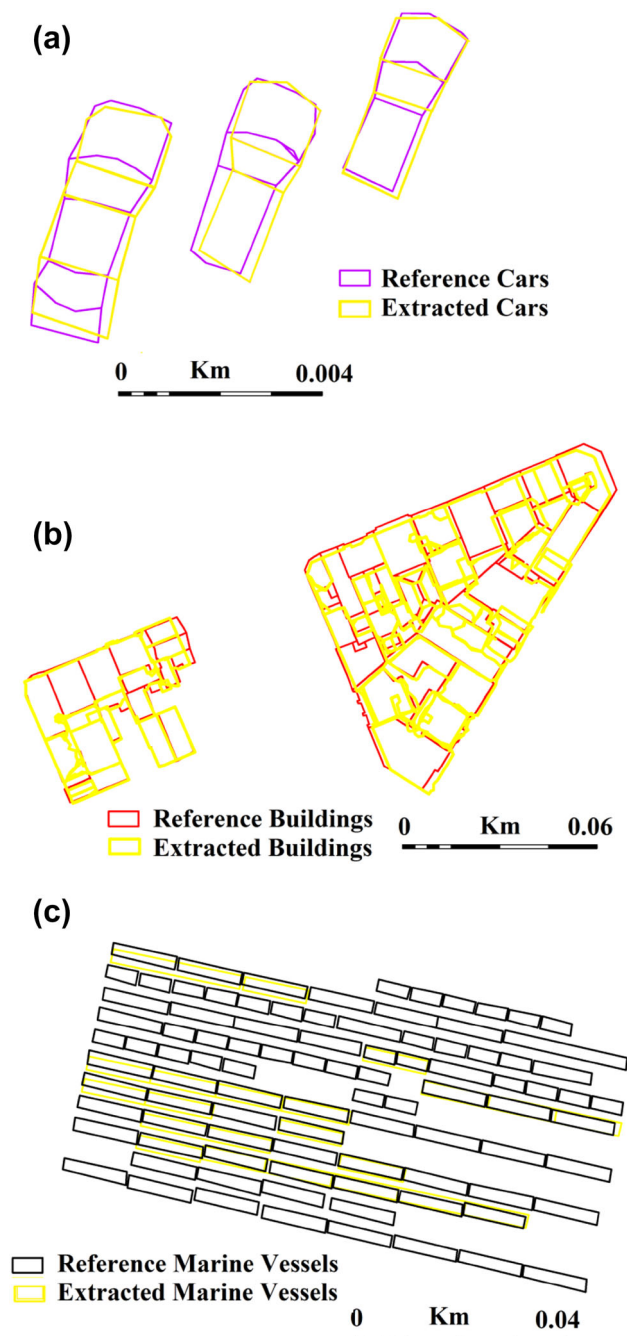 (a)
Reference Cars
Extracted Cars
0 Km 0.004
(b)
Reference Buildings
Extracted Buildings
0 Km 0.06
(c)
Reference Marine Vessels
Extracted Marine Vessels
0 Km 0.04